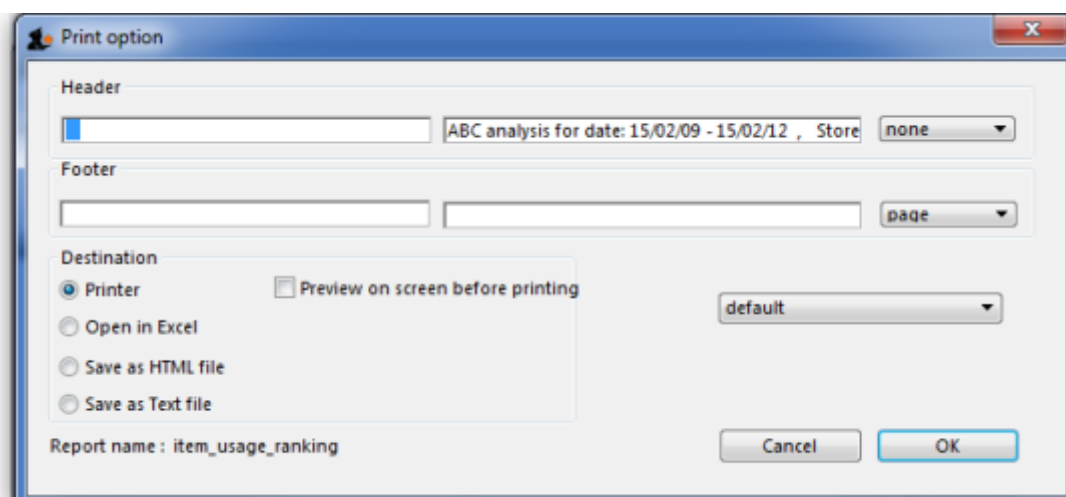 Print option
Header
ABC analysis for date: 15/02/09 - 15/02/12 , Store
none
Footer
page
Destination
Printer
Preview on screen before printing
default
Open in Excel
Save as HTML file
Save as Text file
Report name : item_usage_ranking
Cancel
OK